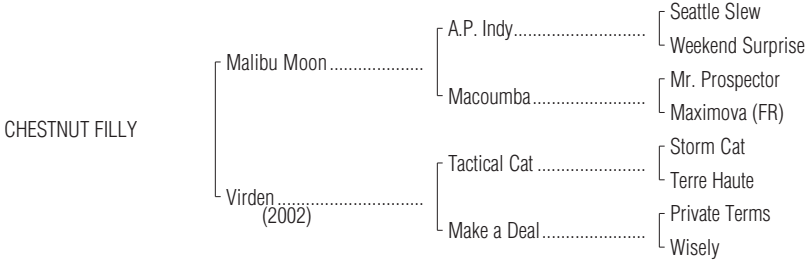 Seattle Slew
A.P. Indy..............................
Weekend Surprise
Malibu Moon.....................
Mr. Prospector
Macoumba..........................
Maximova (FR)
CHESTNUT FILLY
Storm Cat
Tactical Cat.........................
Terre Haute
Virden.................................
(2002)
Private Terms
Make a Deal........................
Wisely